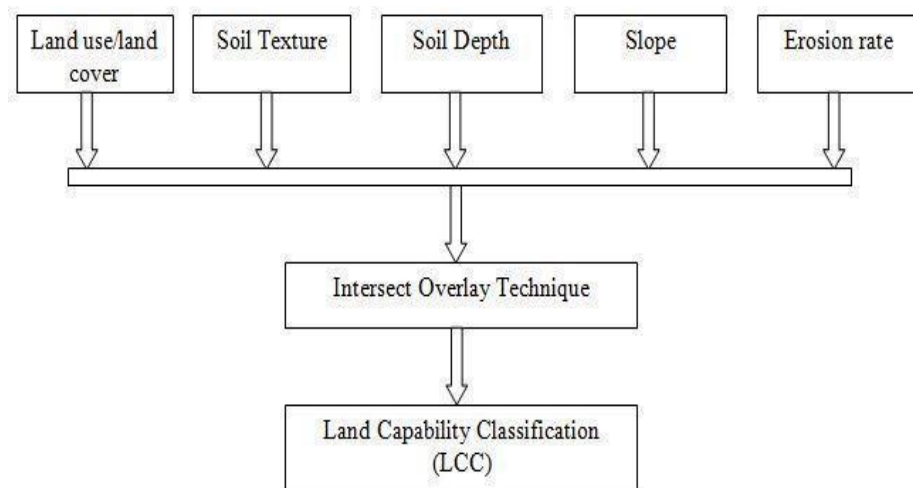 Land use/land
cover
Soil Texture
Soil Depth
Slope
Erosion rate
Intersect Overlay Technique
Land Capability Classification
(LCC)